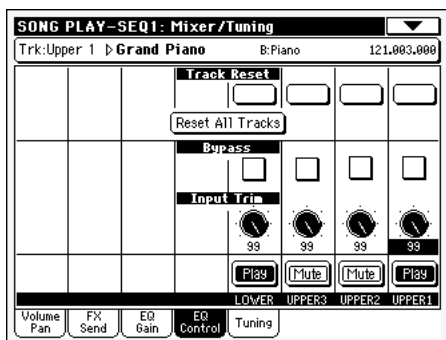 SONG PLAY-SEQ1: Mixer/Tuning
Trk:Upper 1 ▷Grand Piano B:Piano 121.003.000
Track Reset
Reset All Tracks
Bypass
Input Trim
99 99 99 99
Play Mute Mute Play
LOWER UPPER3 UPPER2 UPPER1
Volume Pan FX Send EQ Gain EQ Control Tuning